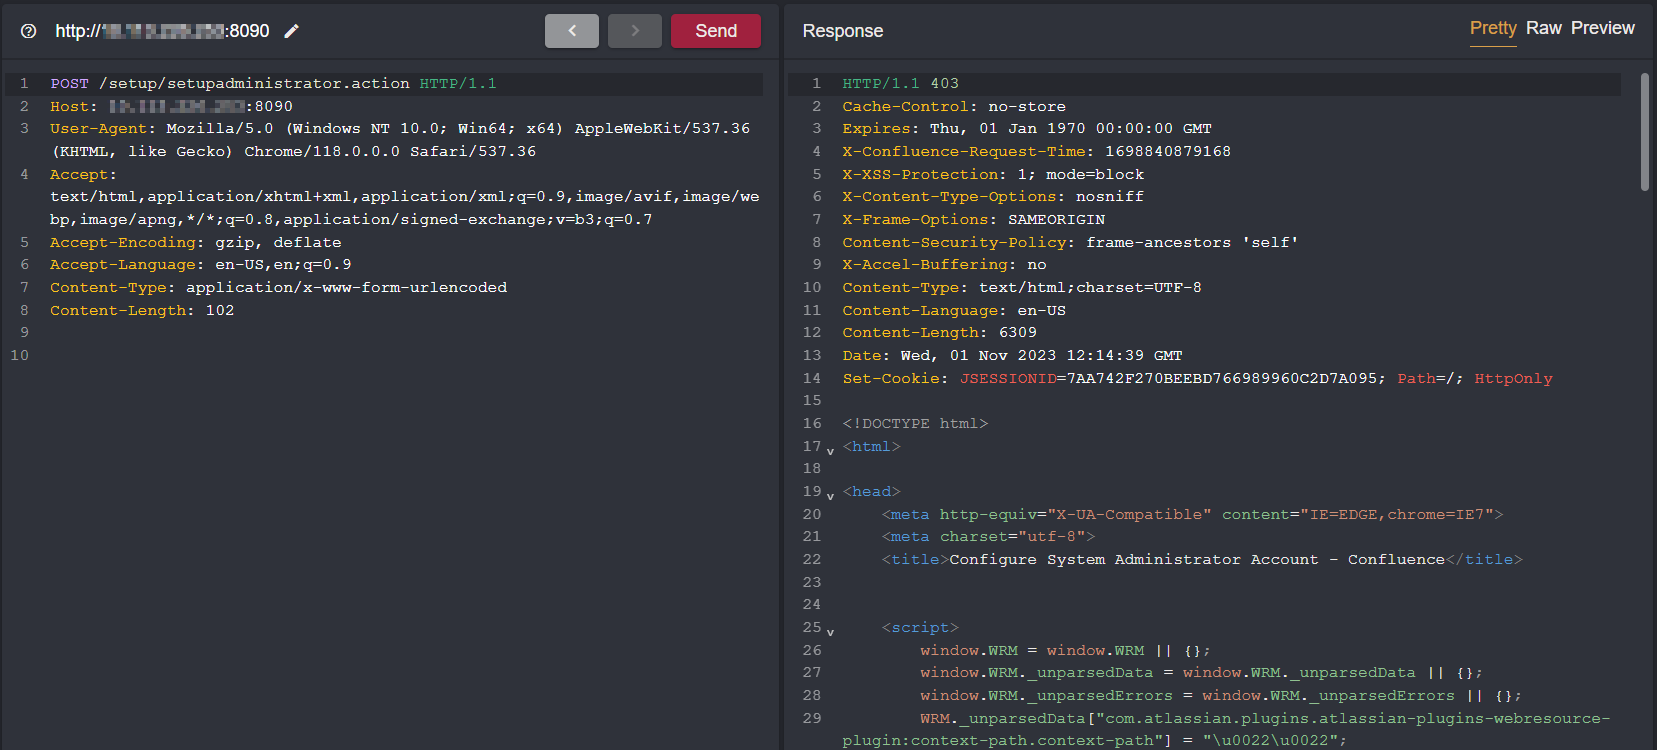 http:// :8090
Send
1 POST /setup/setupadministrator.action HTTP/1.1
2 Host: :8090
3 User-Agent: Mozilla/5.0 (Windows NT 10.0; Win64; x64) AppleWebKit/537.36
(KHTML, like Gecko) Chrome/118.0.0.0 Safari/537.36
4 Accept:
text/html,application/xhtml+xml,application/xml;q=0.9,image/avif,image/we
bp,image/apng,*/*;q=0.8,application/signed-exchange;v=b3;q=0.7
5 Accept-Encoding: gzip, deflate
6 Accept-Language: en-US,en;q=0.9
7 Content-Type: application/x-www-form-urlencoded
8 Content-Length: 102
9
10
Response
Pretty Raw Preview
1 HTTP/1.1 403
2 Cache-Control: no-store
3 Expires: Thu, 01 Jan 1970 00:00:00 GMT
4 X-Confluence-Request-Time: 1698840879168
5 X-XSS-Protection: 1; mode=block
6 X-Content-Type-Options: nosniff
7 X-Frame-Options: SAMEORIGIN
8 Content-Security-Policy: frame-ancestors 'self'
9 X-Accel-Buffering: no
10 Content-Type: text/html;charset=UTF-8
11 Content-Language: en-US
12 Content-Length: 6309
13 Date: Wed, 01 Nov 2023 12:14:39 GMT
14 Set-Cookie: JSESSIONID=7AA742F270BEEBD766989960C2D7A095; Path=/; HttpOnly
15
16 <!DOCTYPE html>
17 <html>
18
19 <head>
20 <meta http-equiv="X-UA-Compatible" content="IE=EDGE,chrome=IE7">
21 <meta charset="utf-8">
22 <title>Configure System Administrator Account - Confluence</title>
23
24
25 <script>
26 window.WRM = window.WRM || {};
27 window.WRM._unparsedData = window.WRM._unparsedData || {};
28 window.WRM._unparsedErrors = window.WRM._unparsedErrors || {};
29 WRM._unparsedData["com.atlassian.plugins.atlassian-plugins-webresource-
plugin:context-path.context-path"] = "\u0022\u0022";